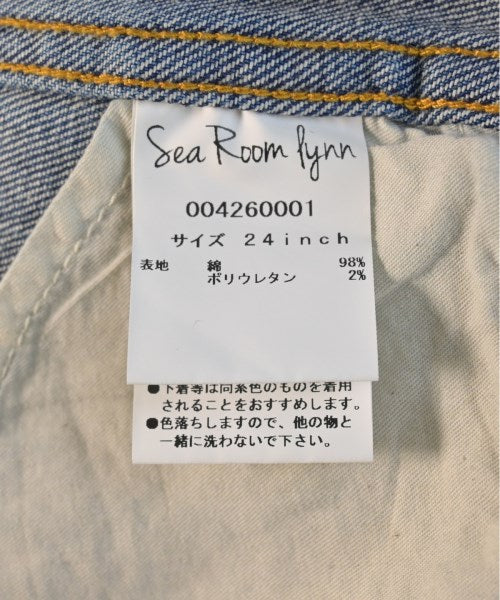 Sea Room lynn
004260001
サイズ 24inch
表地 綿 98%
ポリウレタン 2%
●下着等は同系色のものを着用
されることをおすすめします。
●色落ちしますので、他の物と
一緒に洗わないで下さい。